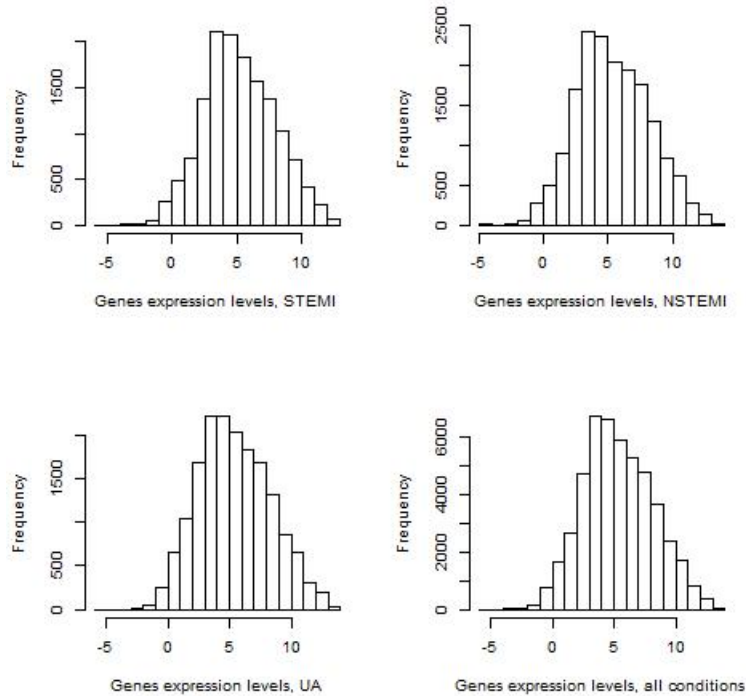 Frequency
1500
500
0
-5 0 5 10
Genes expression levels, STEMI
Frequency
2500
1500
500
0
-5 0 5 10
Genes expression levels, NSTEMI
Frequency
1500
500
0
-5 0 5 10
Genes expression levels, UA
Frequency
6000
4000
2000
0
-5 0 5 10
Genes expression levels, all conditions